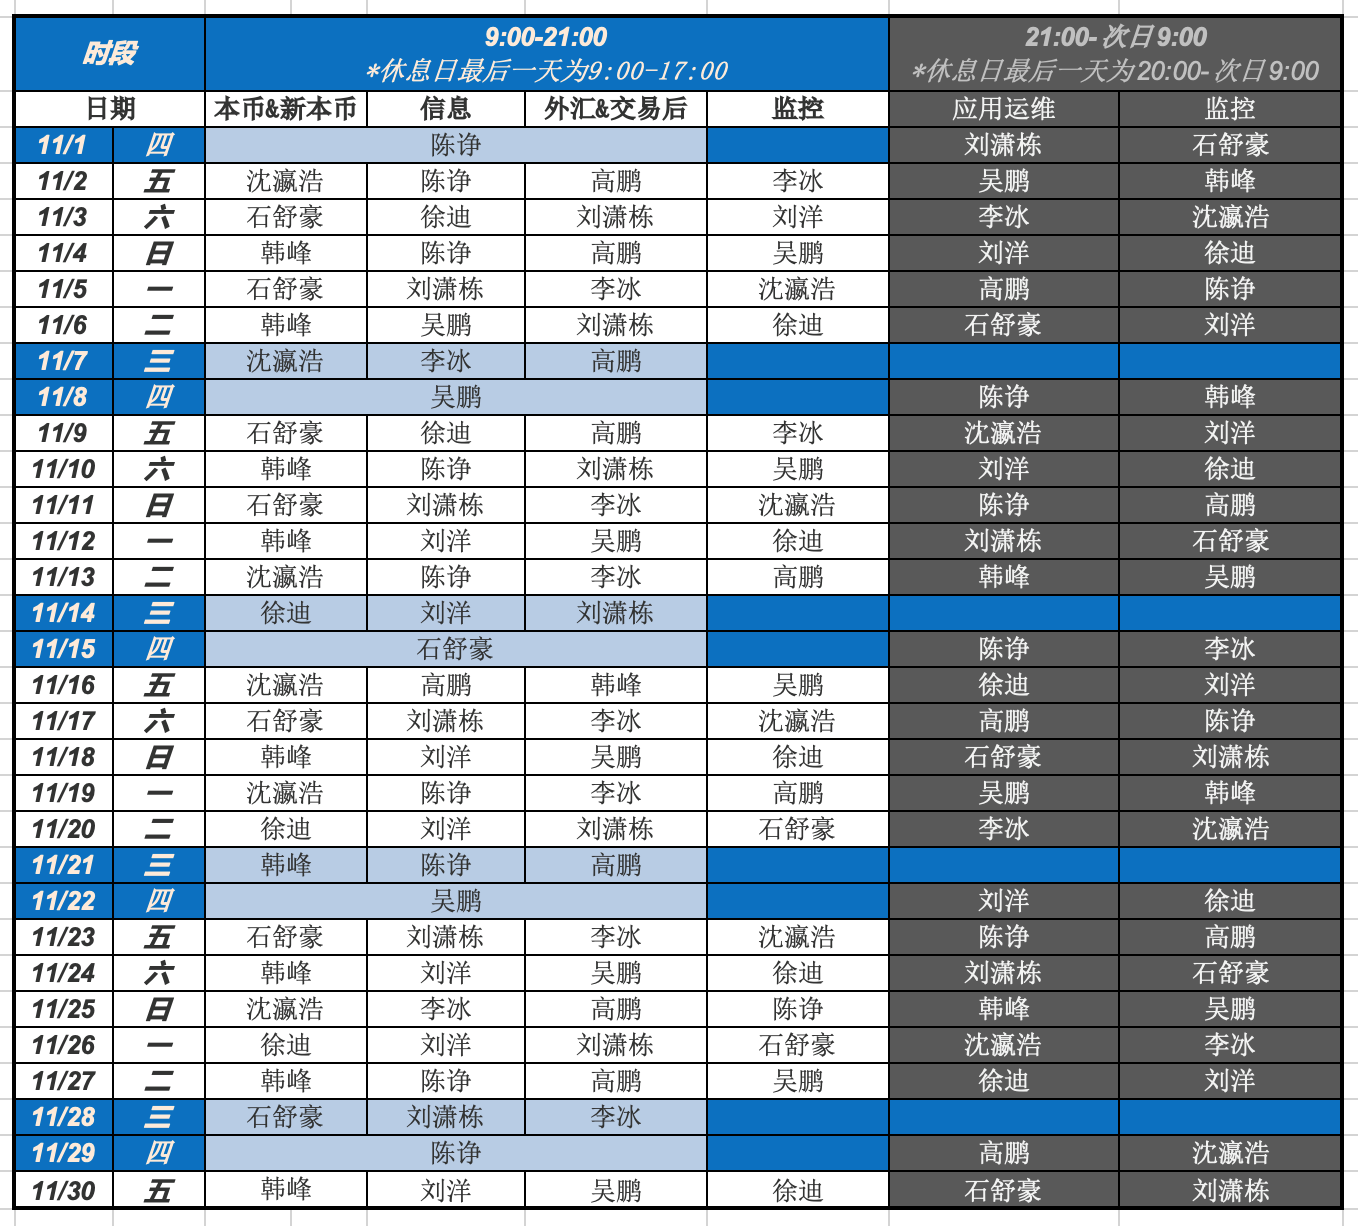 时段 9:00-21:00 21:00- 次日 9:00
*休息日最后一天为9:00-17:00 *休息日最后一天为 20:00- 次日 9:00
日期 本币&新本币 信息 外汇&交易后 监控 应用运维 监控
11/1 四 陈诤 刘潇栋 石舒豪
11/2 五 沈瀛浩 陈诤 高鹏 李冰 吴鹏 韩峰
11/3 六 石舒豪 徐迪 刘潇栋 刘洋 李冰 沈瀛浩
11/4 日 韩峰 陈诤 高鹏 吴鹏 刘洋 徐迪
11/5 一 石舒豪 刘潇栋 李冰 沈瀛浩 高鹏 陈诤
11/6 二 韩峰 吴鹏 刘潇栋 徐迪 石舒豪 刘洋
11/7 三 沈瀛浩 李冰 高鹏
11/8 四 吴鹏 陈诤 韩峰
11/9 五 石舒豪 徐迪 高鹏 李冰 沈瀛浩 刘洋
11/10 六 韩峰 陈诤 刘潇栋 吴鹏 刘洋 徐迪
11/11 日 石舒豪 刘潇栋 李冰 沈瀛浩 陈诤 高鹏
11/12 一 韩峰 刘洋 吴鹏 徐迪 刘潇栋 石舒豪
11/13 二 沈瀛浩 陈诤 李冰 高鹏 韩峰 吴鹏
11/14 三 徐迪 刘洋 刘潇栋
11/15 四 石舒豪 陈诤 李冰
11/16 五 沈瀛浩 高鹏 韩峰 吴鹏 徐迪 刘洋
11/17 六 石舒豪 刘潇栋 李冰 沈瀛浩 高鹏 陈诤
11/18 日 韩峰 刘洋 吴鹏 徐迪 石舒豪 刘潇栋
11/19 一 沈瀛浩 陈诤 李冰 高鹏 吴鹏 韩峰
11/20 二 徐迪 刘洋 刘潇栋 石舒豪 李冰 沈瀛浩
11/21 三 韩峰 陈诤 高鹏
11/22 四 吴鹏 刘洋 徐迪
11/23 五 石舒豪 刘潇栋 李冰 沈瀛浩 陈诤 高鹏
11/24 六 韩峰 刘洋 吴鹏 徐迪 刘潇栋 石舒豪
11/25 日 沈瀛浩 李冰 高鹏 陈诤 韩峰 吴鹏
11/26 一 徐迪 刘洋 刘潇栋 石舒豪 沈瀛浩 李冰
11/27 二 韩峰 陈诤 高鹏 吴鹏 徐迪 刘洋
11/28 三 石舒豪 刘潇栋 李冰
11/29 四 陈诤 高鹏 沈瀛浩
11/30 五 韩峰 刘洋 吴鹏 徐迪 石舒豪 刘潇栋